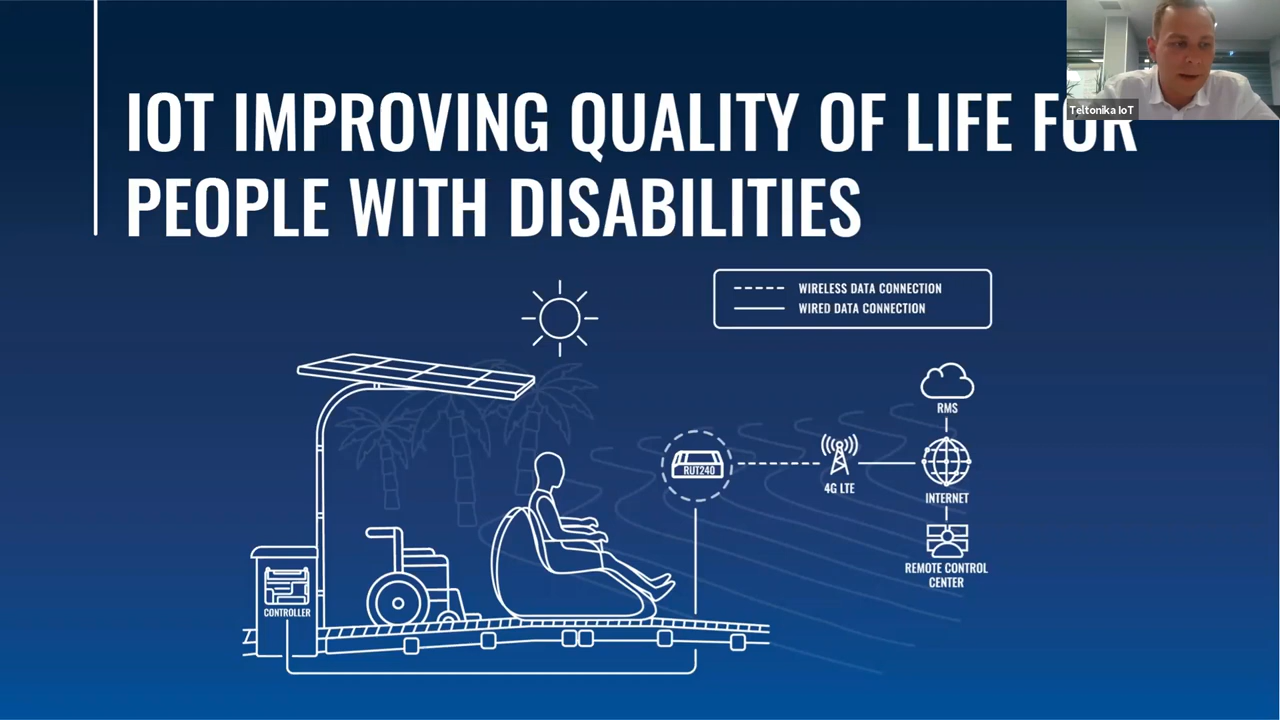 IOT IMPROVING QUALITY OF LIFE FOR
PEOPLE WITH DISABILITIES
Teltonika IoT
WIRELESS DATA CONNECTION
WIRED DATA CONNECTION
RMS
RUT240
4G LTE
INTERNET
REMOTE CONTROL
CENTER
CONTROLLER